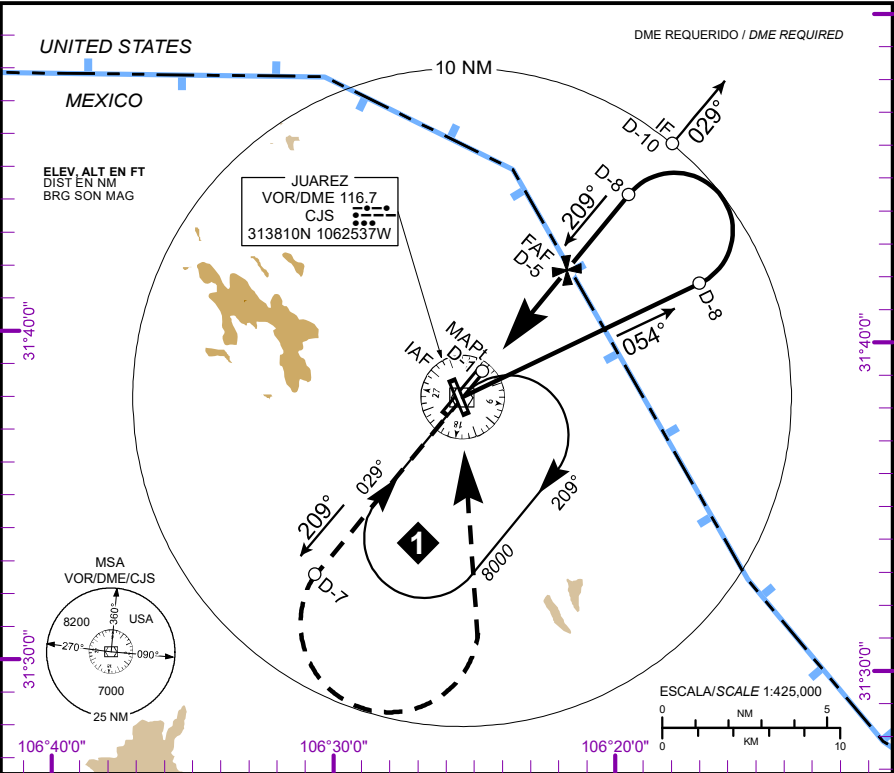 DME REQUERIDO / DME REQUIRED
UNITED STATES
10 NM
MEXICO
IF
D-10
029°
ELEV, ALT EN FT
DIST EN NM
BRG SON MAG
JUAREZ
VOR/DME 116.7
CJS
313810N 1062537W
D-8
209°
FAF
D-5
D-8
054°
31°40'0"
31°40'0"
MAPt
D-1
IAF
27
9
18
029°
209°
209°
1
8000
D-7
MSA
VOR/DME/CJS
8200
360°
USA
270°
090°
7000
25 NM
31°30'0"
31°30'0"
ESCALA/SCALE 1:425,000
0
NM
5
0
KM
10
106°40'0"
106°30'0"
106°20'0"